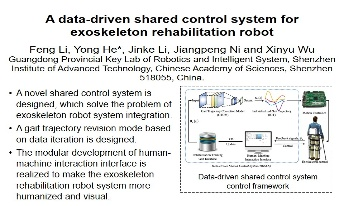 A data-driven shared control system for
exoskeleton rehabilitation robot
Feng Li, Yong He*, Jinke Li, Jiangpeng Ni and Xinyu Wu
Guangdong Provincial Key Lab of Robotics and Intelligent System, Shenzhen
Institute of Advanced Technology, Chinese Academy of Sciences, Shenzhen
518055, China.
• A novel shared control system is
designed, which solve the problem of
exoskeleton robot system integration.
• A gait trajectory revision mode based
on data iteration is designed.
• The modular development of human-
machine interaction interface is
realized to make the exoskeleton
rehabilitation robot system more
humanized and visual.
Data-driven shared control system
control framework